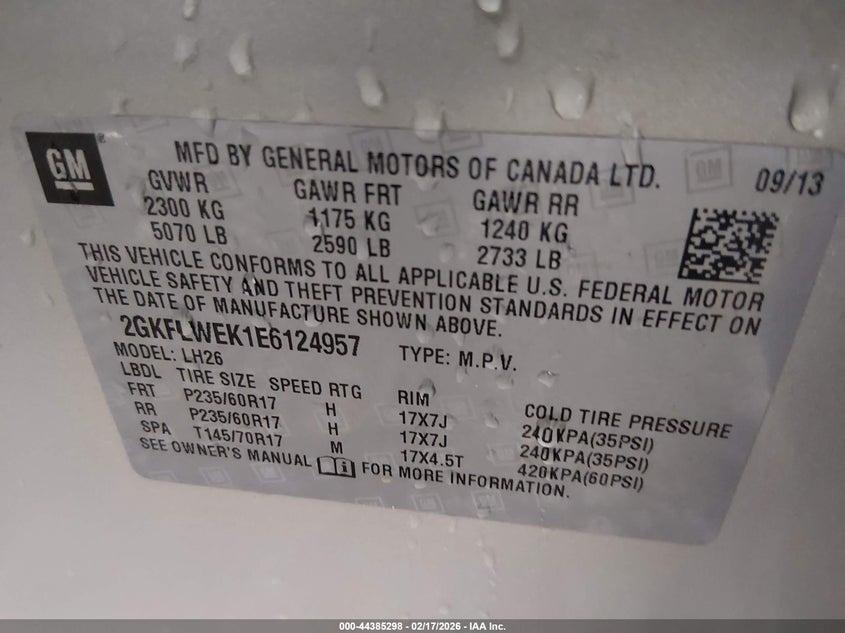 GM
MFD BY GENERAL MOTORS OF CANADA LTD.
09/13
GVWR GAWR FRT GAWR RR
2300 KG 1175 KG 1240 KG
5070 LB 2590 LB 2733 LB
THIS VEHICLE CONFORMS TO ALL APPLICABLE U.S. FEDERAL MOTOR
VEHICLE SAFETY AND THEFT PREVENTION STANDARDS IN EFFECT ON
THE DATE OF MANUFACTURE SHOWN ABOVE.
2GKFLWEK1E6124957 TYPE: M.P.V.
MODEL: LH26
LBDL TIRE SIZE SPEED RTG RIM COLD TIRE PRESSURE
FRT P235/60R17 H 17X7J 240KPA(35PSI)
RR P235/60R17 H 17X7J 240KPA(35PSI)
SPA T145/70R17 M 17X4.5T 420KPA(60PSI)
SEE OWNER'S MANUAL FOR MORE INFORMATION.
000-44385298 - 02/17/2026 - IAA Inc.